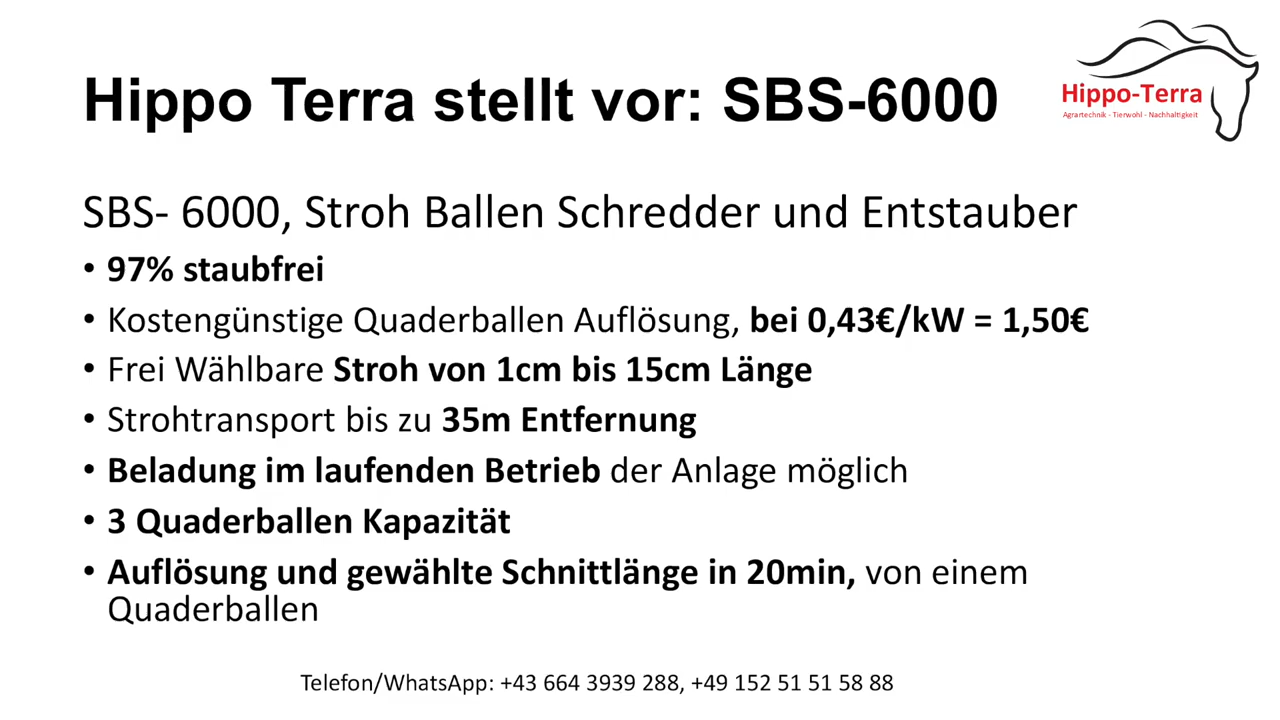 Hippo Terra stellt vor: SBS-6000
Hippo-Terra
Agrartechnik - Tierwohl - Nachhaltigkeit
SBS- 6000, Stroh Ballen Schredder und Entstauber
• 97% staubfrei
• Kostengünstige Quaderballen Auflösung, bei 0,43€/kW = 1,50€
• Frei Wählbare Stroh von 1cm bis 15cm Länge
• Strohtransport bis zu 35m Entfernung
• Beladung im laufenden Betrieb der Anlage möglich
• 3 Quaderballen Kapazität
• Auflösung und gewählte Schnittlänge in 20min, von einem
Quaderballen
Telefon/WhatsApp: +43 664 3939 288, +49 152 51 51 58 88